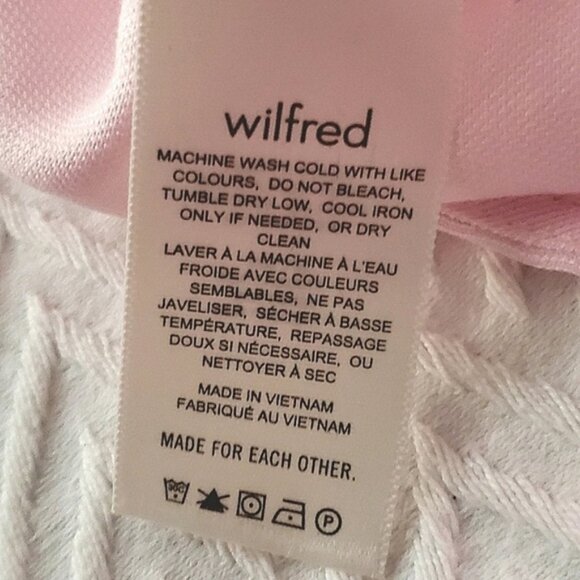 wilfred
MACHINE WASH COLD WITH LIKE
COLOURS, DO NOT BLEACH,
TUMBLE DRY LOW, COOL IRON
ONLY IF NEEDED, OR DRY
CLEAN
LAVER À LA MACHINE À L'EAU
FROIDE AVEC COULEURS
SEMBLABLES, NE PAS
JAVELISER, SÉCHER À BASSE
TEMPÉRATURE, REPASSAGE
DOUX SI NÉCESSAIRE, OU
NETTOYER À SEC
MADE IN VIETNAM
FABRIQUÉ AU VIETNAM
MADE FOR EACH OTHER.
30C P